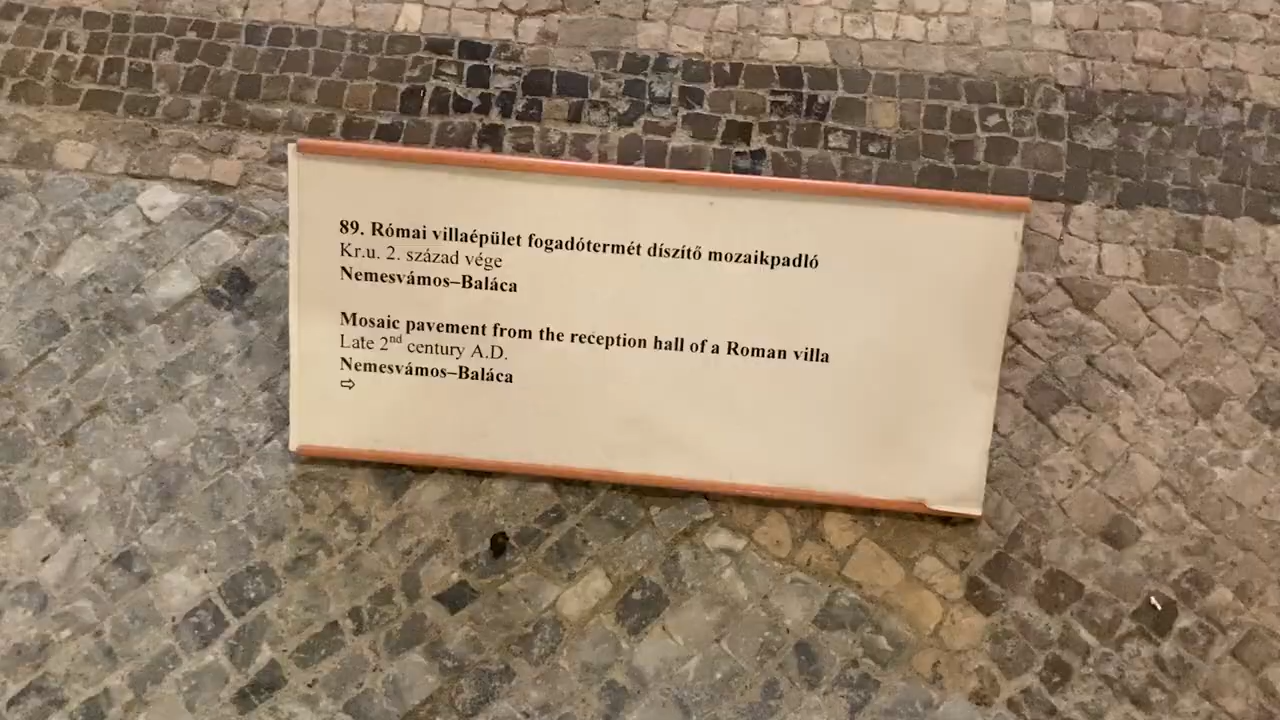 89. Római villaépület fogadótermét díszítő mozaikpadló
Kr.u. 2. század vége
Nemesvámos–Baláca
Mosaic pavement from the reception hall of a Roman villa
Late 2nd century A.D.
Nemesvámos–Baláca
⇨